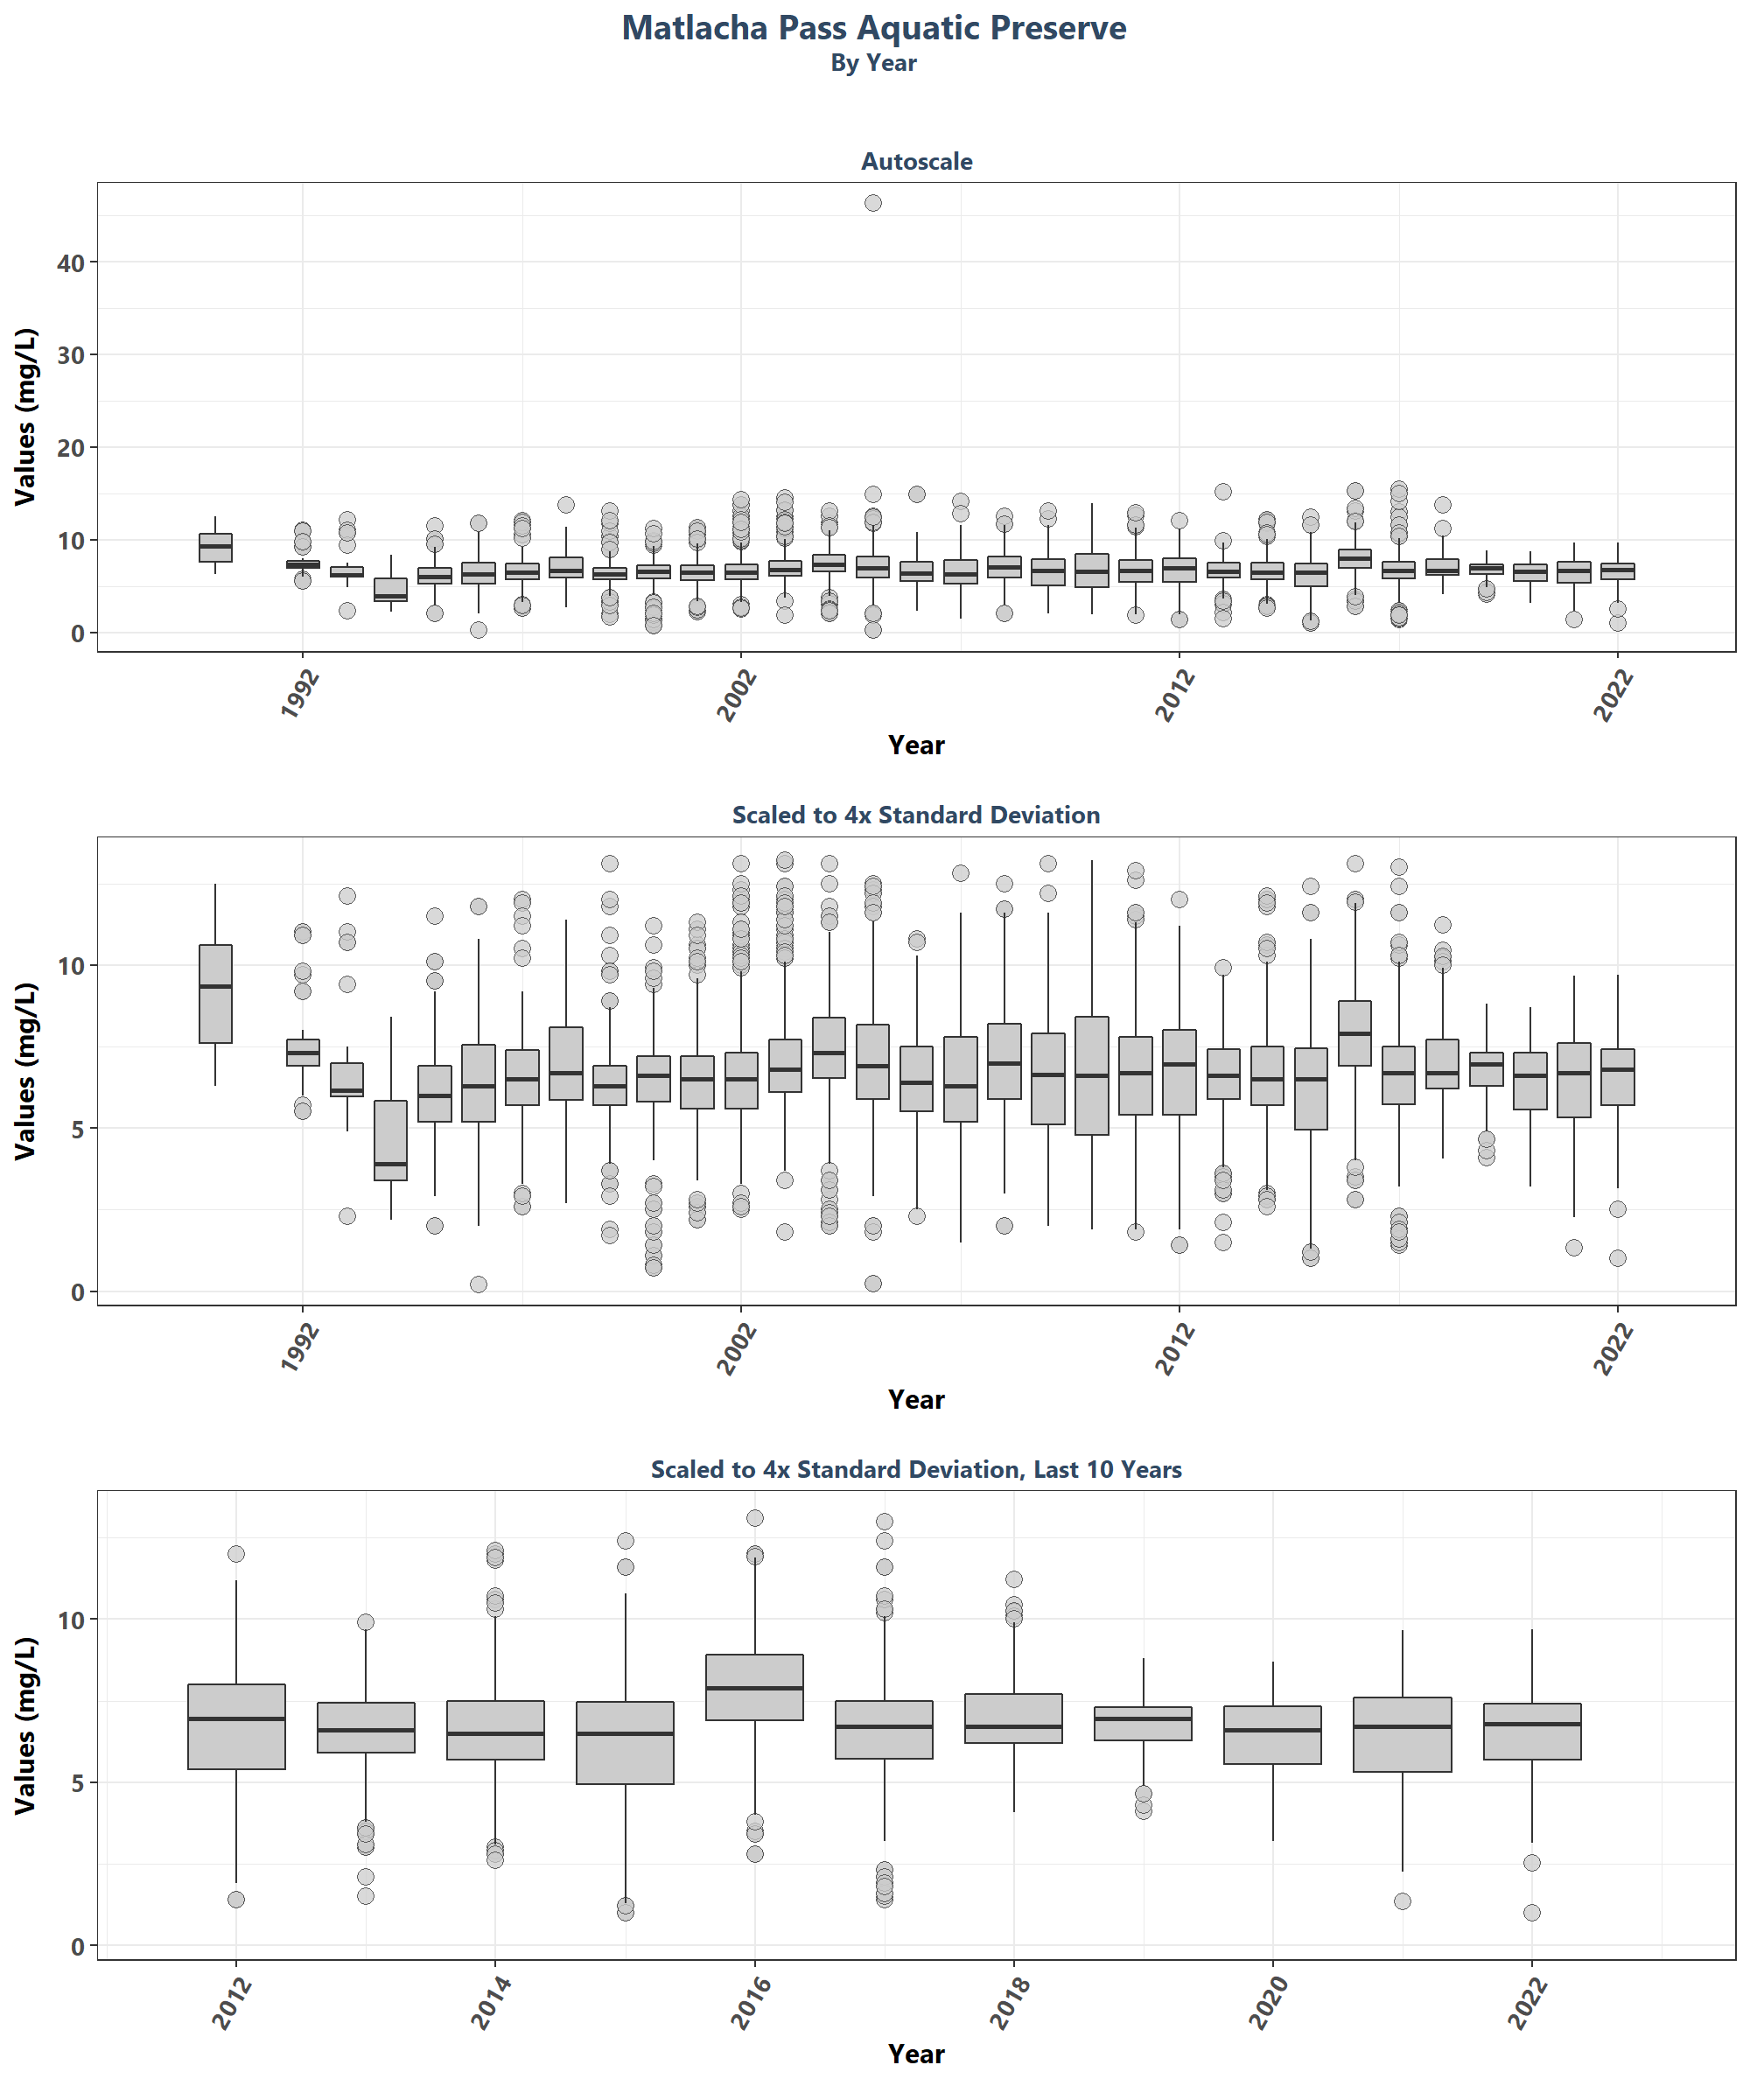 Matlacha Pass Aquatic Preserve
By Year
Autoscale
Values (mg/L)
40
30
20
10
0
1992
2002
2012
2022
Year
Scaled to 4x Standard Deviation
Values (mg/L)
10
5
0
1992
2002
2012
2022
Year
Scaled to 4x Standard Deviation, Last 10 Years
Values (mg/L)
10
5
0
2012
2014
2016
2018
2020
2022
Year